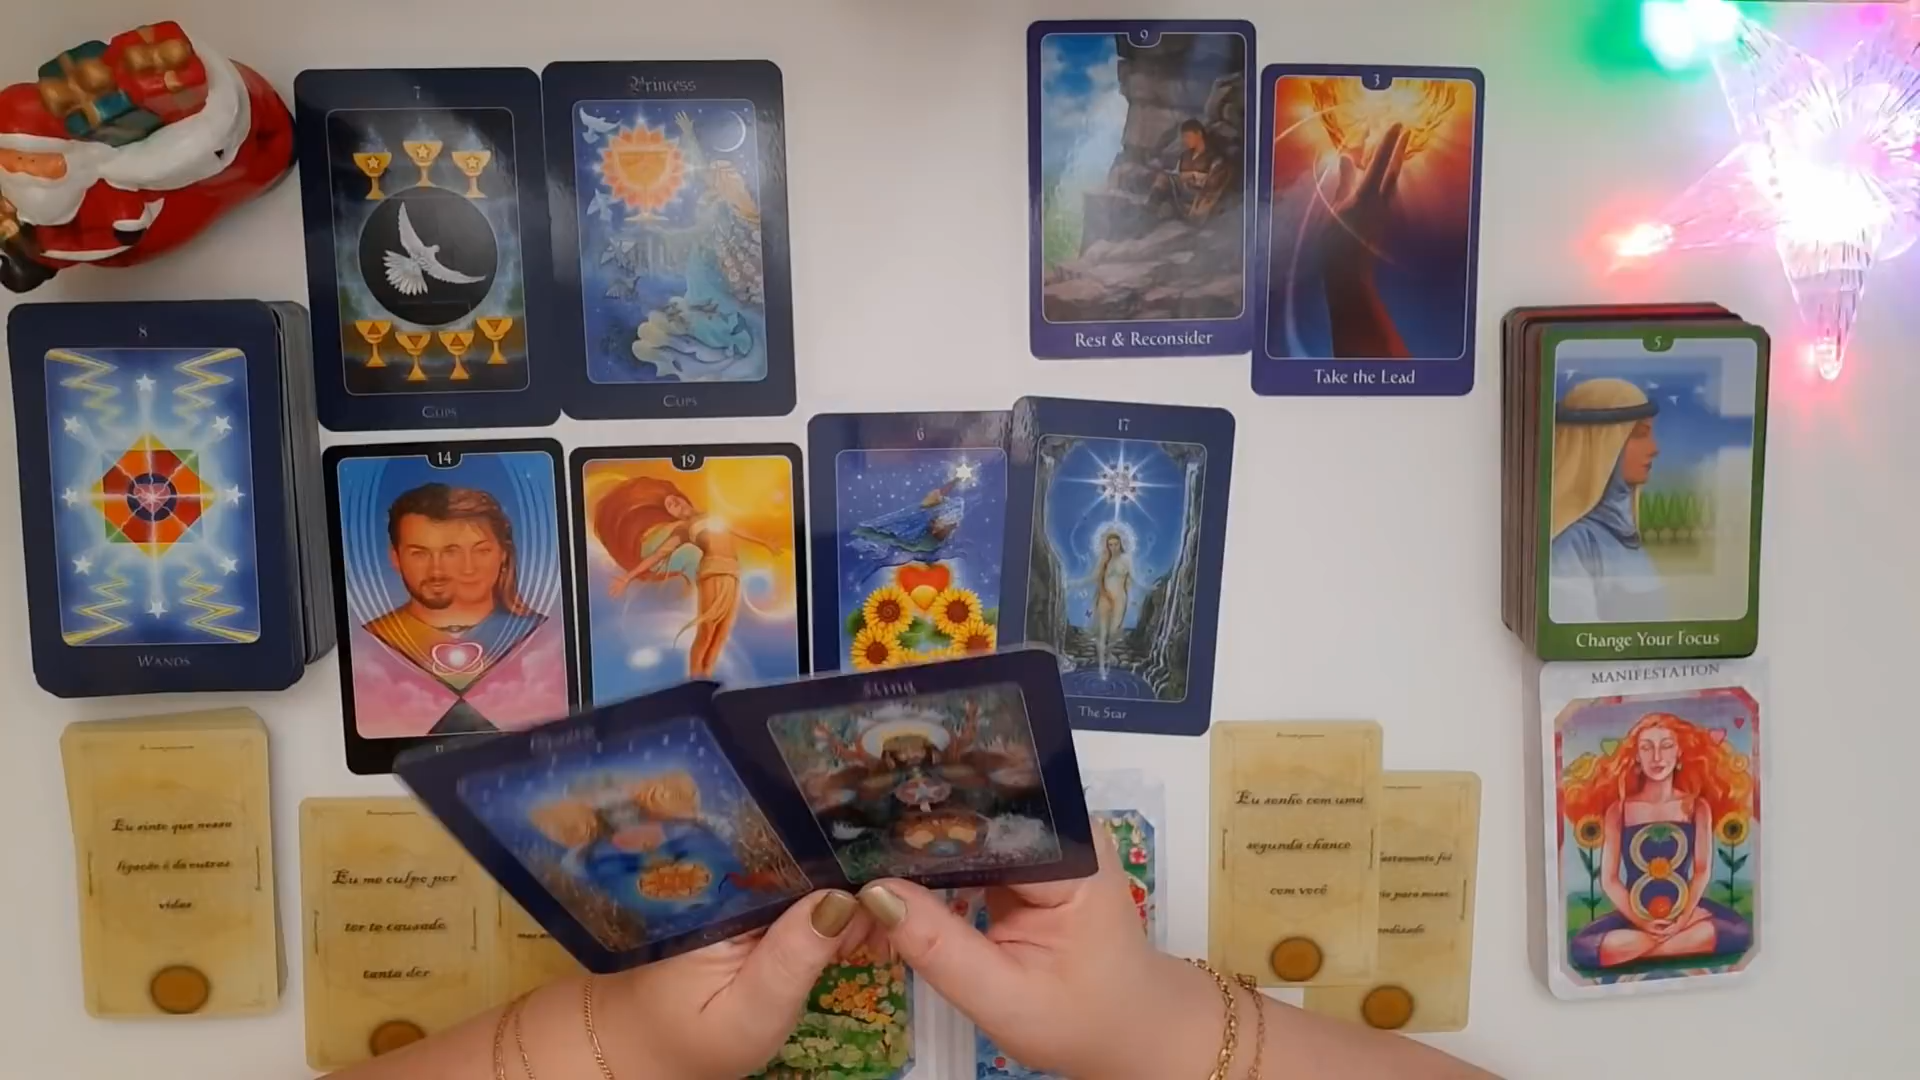 7
Cups
Princess
Cups
9
Rest & Reconsider
3
Take the Lead
8
Wands
14
19
6
17
The Star
5
Change Your Focus
MANIFESTATION
King
Eu sinto que nossa
ligação é de outras
vidas
Eu me culpo por
ter te causado
tanta dor
Eu sonho com uma
segunda chance
com você
para